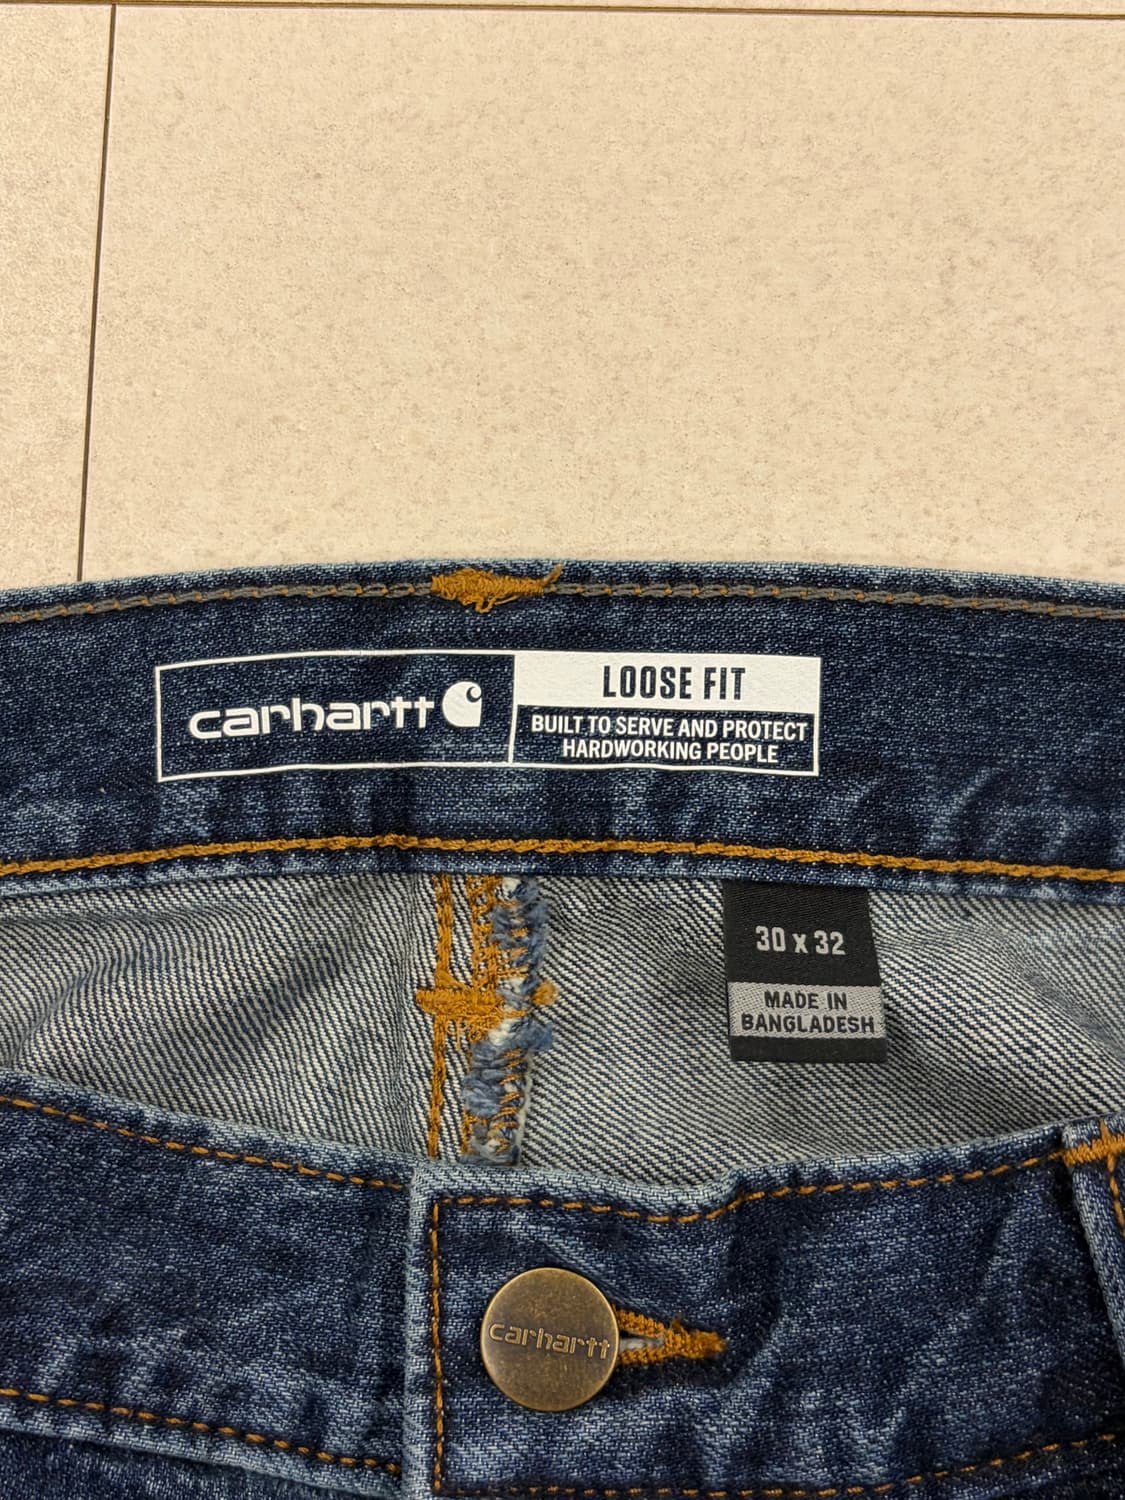 carhartt
LOOSE FIT
BUILT TO SERVE AND PROTECT
HARDWORKING PEOPLE
30 x 32
MADE IN
BANGLADESH
carhartt